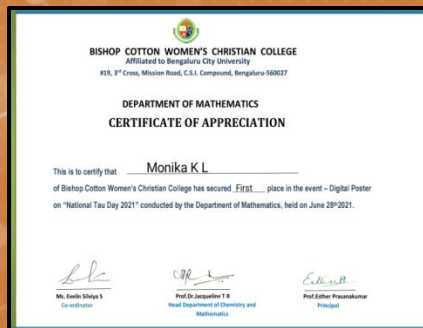 BISHOP COTTON WOMEN'S CHRISTIAN COLLEGE
Affiliated to Bengaluru City University
#19, 3rd Cross, Mission Road, C.S.I. Compound, Bengaluru-560027
DEPARTMENT OF MATHEMATICS
CERTIFICATE OF APPRECIATION
This is to certify that Monika K L
of Bishop Cotton Women's Christian College has secured First place in the event – Digital Poster
on "National Tau Day 2021" conducted by the Department of Mathematics, held on June 28th 2021.
Ms. Evelin Silviya S Prof.Dr.Jacqueline T R Prof.Esther Prasanakumar
Co-ordinator Head Department of Chemistry and Principal
Mathematics